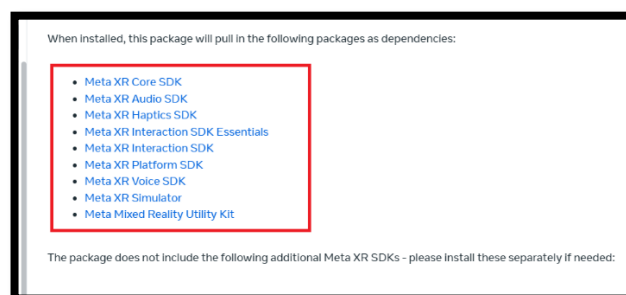 When installed, this package will pull in the following packages as dependencies:
• Meta XR Core SDK
• Meta XR Audio SDK
• Meta XR Haptics SDK
• Meta XR Interaction SDK Essentials
• Meta XR Interaction SDK
• Meta XR Platform SDK
• Meta XR Voice SDK
• Meta XR Simulator
• Meta Mixed Reality Utility Kit
The package does not include the following additional Meta XR SDKs - please install these separately if needed: